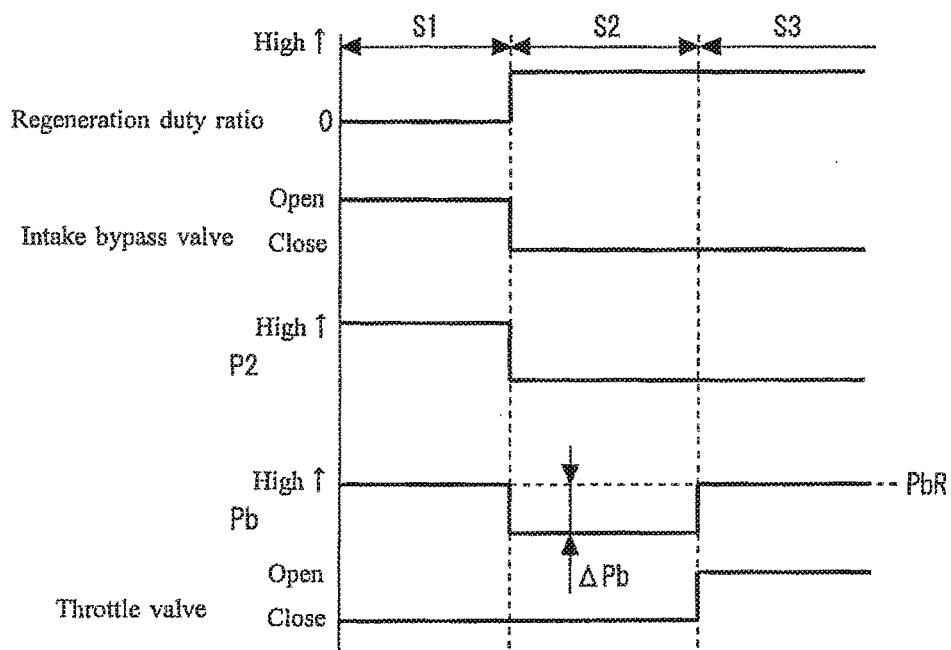 S1 S2 S3
High ↑
Regeneration duty ratio 0
Open
Intake bypass valve
Close
High ↑
P2
High ↑
PbR
Pb
ΔPb
Open
Throttle valve
Close